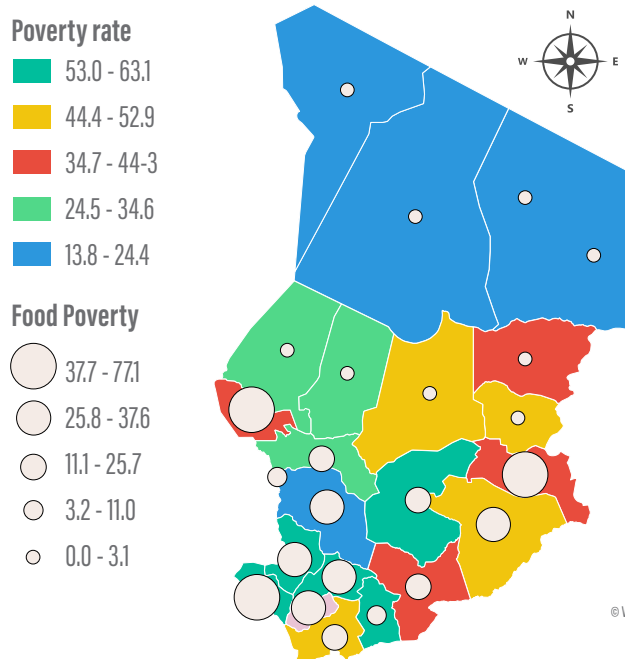 Poverty rate
53.0 - 63.1
44.4 - 52.9
34.7 - 44-3
24.5 - 34.6
13.8 - 24.4
Food Poverty
37.7 - 77.1
25.8 - 37.6
11.1 - 25.7
3.2 - 11.0
0.0 - 3.1
N
W E
S